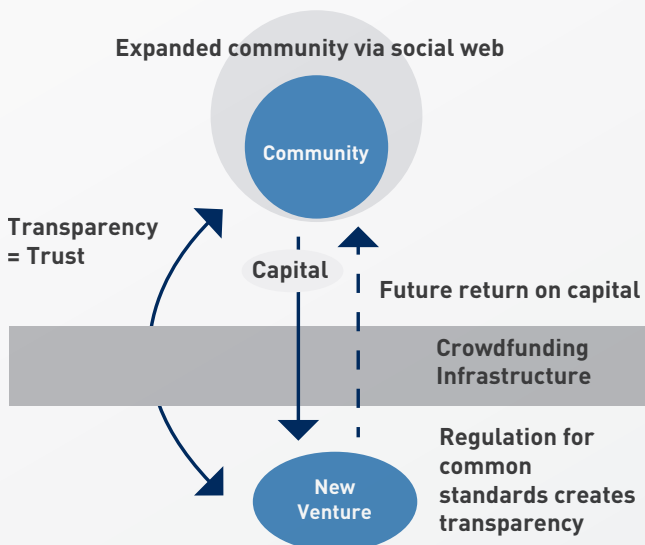 Expanded community via social web
Community
Transparency
= Trust
Capital
Future return on capital
Crowdfunding
Infrastructure
Regulation for
common
standards creates
transparency
New
Venture